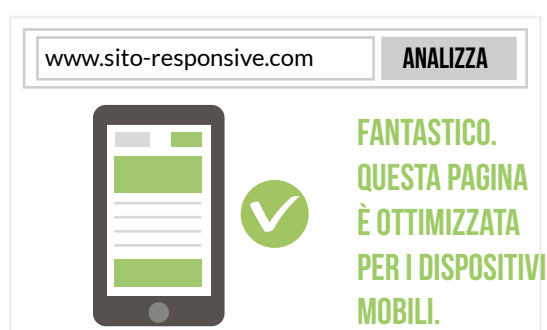 www.sito-responsive.com
ANALIZZA
FANTASTICO.
QUESTA PAGINA
È OTTIMIZZATA
PER I DISPOSITIVI
MOBILI.